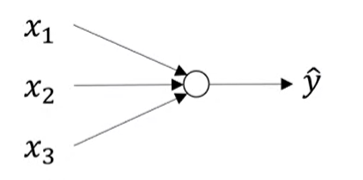 x₁
x₂
ŷ
x₃